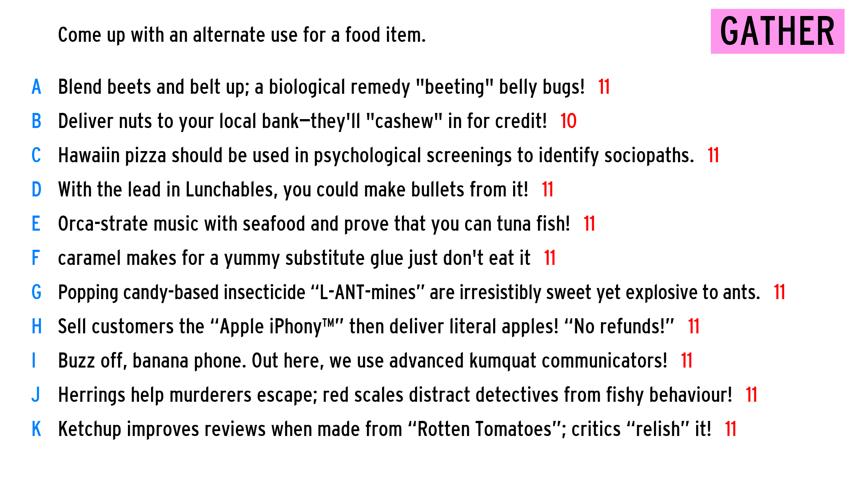 Come up with an alternate use for a food item.
GATHER
A Blend beets and belt up; a biological remedy "beeting" belly bugs! 11
B Deliver nuts to your local bank—they'll "cashew" in for credit! 10
C Hawaiin pizza should be used in psychological screenings to identify sociopaths. 11
D With the lead in Lunchables, you could make bullets from it! 11
E Orca-strate music with seafood and prove that you can tuna fish! 11
F caramel makes for a yummy substitute glue just don't eat it 11
G Popping candy-based insecticide “L-ANT-mines” are irresistibly sweet yet explosive to ants. 11
H Sell customers the “Apple iPhony™” then deliver literal apples! “No refunds!” 11
I Buzz off, banana phone. Out here, we use advanced kumquat communicators! 11
J Herrings help murderers escape; red scales distract detectives from fishy behaviour! 11
K Ketchup improves reviews when made from “Rotten Tomatoes”; critics “relish” it! 11